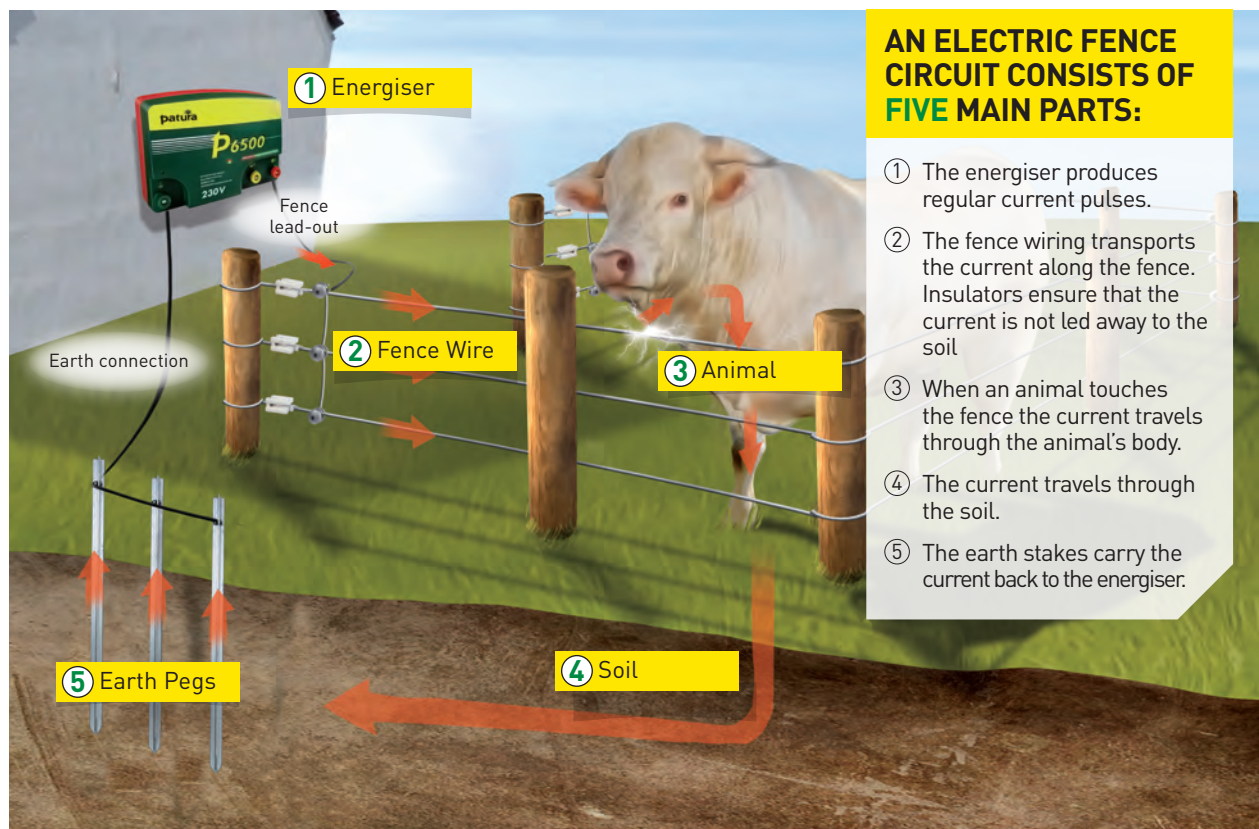 ① Energiser
patura
P6500
230V
Fence
lead-out
Earth connection
② Fence Wire
③ Animal
④ Soil
⑤ Earth Pegs
AN ELECTRIC FENCE
CIRCUIT CONSISTS OF
FIVE MAIN PARTS:
① The energiser produces
regular current pulses.
② The fence wiring transports
the current along the fence.
Insulators ensure that the
current is not led away to the
soil
③ When an animal touches
the fence the current travels
through the animal's body.
④ The current travels through
the soil.
⑤ The earth stakes carry the
current back to the energiser.